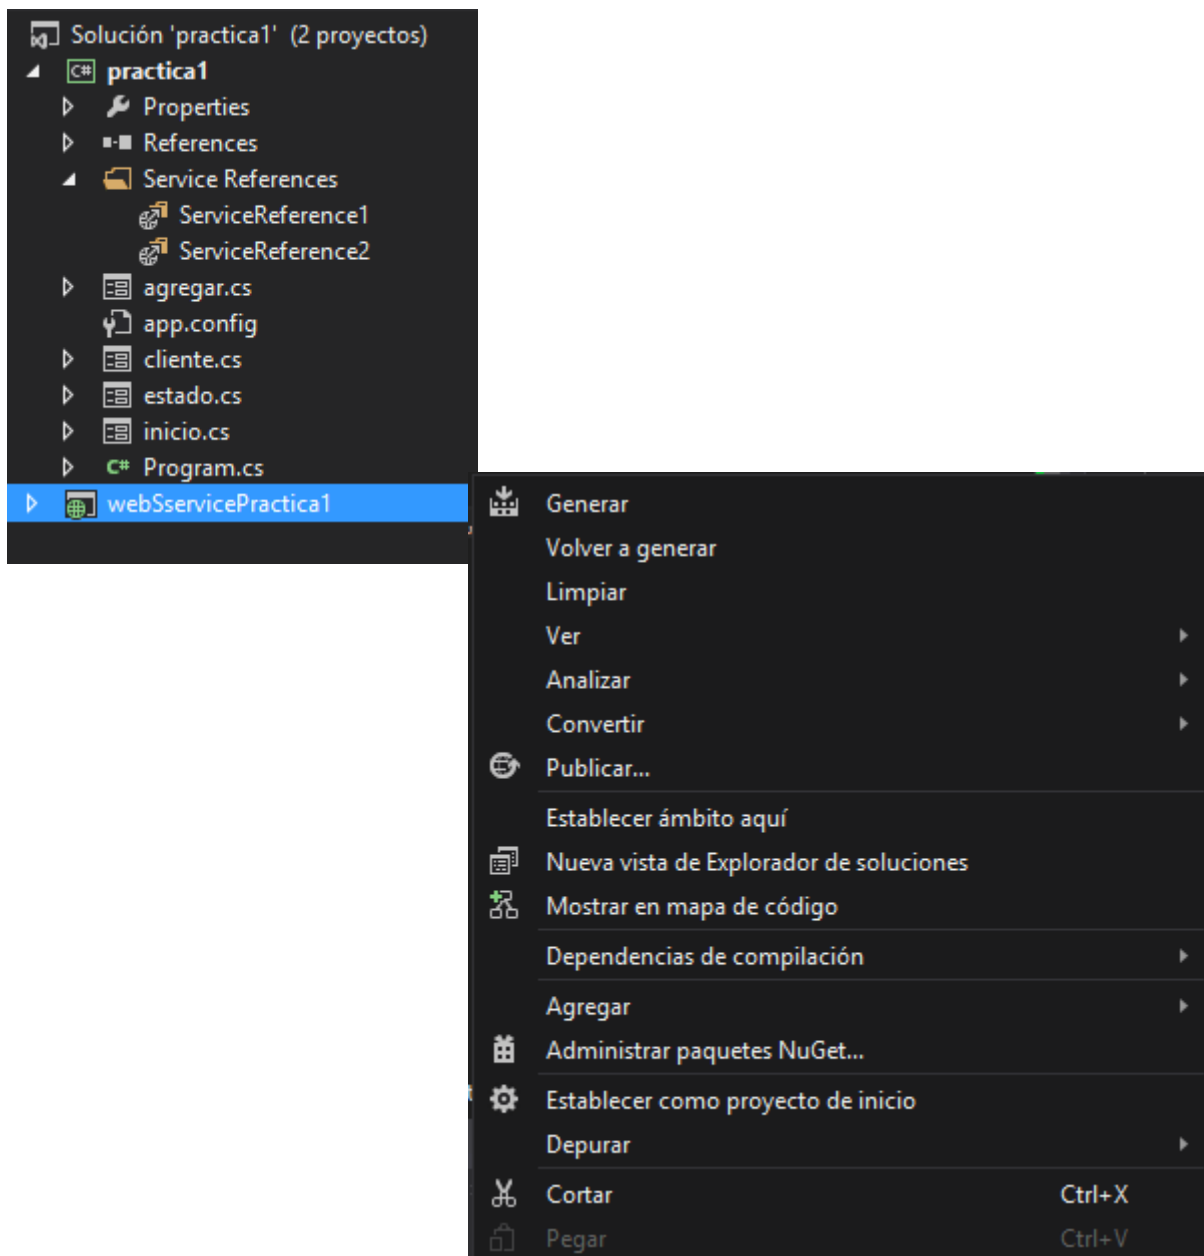 Solución 'practica1' (2 proyectos)
C# practica1
Properties
References
Service References
ServiceReference1
ServiceReference2
agregar.cs
app.config
cliente.cs
estado.cs
inicio.cs
C# Program.cs
webSservicePractica1
Generar
Volver a generar
Limpiar
Ver
Analizar
Convertir
Publicar...
Establecer ámbito aquí
Nueva vista de Explorador de soluciones
Mostrar en mapa de código
Dependencias de compilación
Agregar
Administrar paquetes NuGet...
Establecer como proyecto de inicio
Depurar
Cortar Ctrl+X
Pegar Ctrl+V